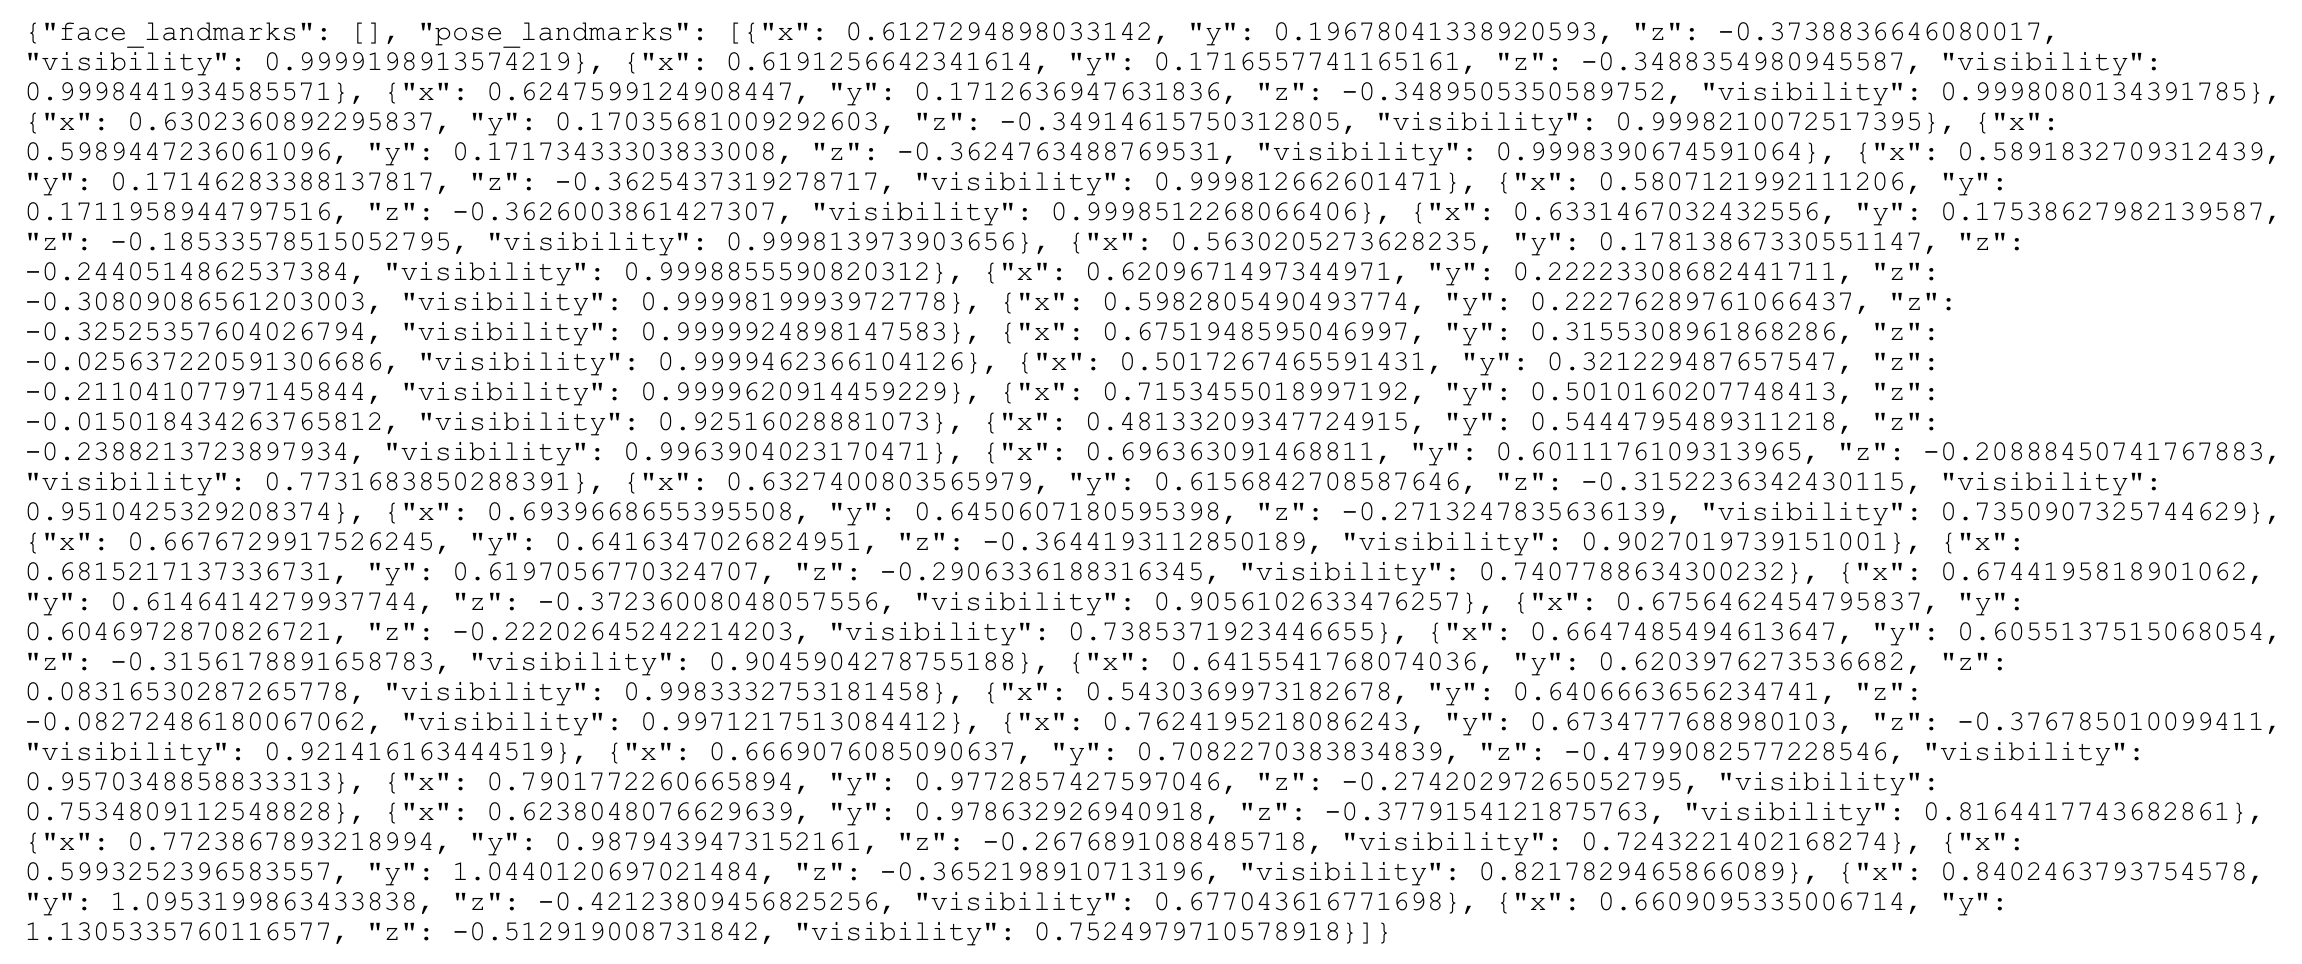 {"face_landmarks": [], "pose_landmarks": [{"x": 0.6127294898033142, "y": 0.19678041338920593, "z": -0.3738836646080017,
"visibility": 0.9999198913574219}, {"x": 0.6191256642341614, "y": 0.1716557741165161, "z": -0.3488354980945587, "visibility":
0.9998441934585571}, {"x": 0.6247599124908447, "y": 0.1712636947631836, "z": -0.3489505350589752, "visibility": 0.9998080134391785},
{"x": 0.6302360892295837, "y": 0.17035681009292603, "z": -0.34914615750312805, "visibility": 0.9998210072517395}, {"x":
0.5989447236061096, "y": 0.17173433303833008, "z": -0.3624763488769531, "visibility": 0.9998390674591064}, {"x": 0.5891832709312439,
"y": 0.17146283388137817, "z": -0.3625437319278717, "visibility": 0.999812662601471}, {"x": 0.5807121992111206, "y":
0.1711958944797516, "z": -0.3626003861427307, "visibility": 0.9998512268066406}, {"x": 0.6331467032432556, "y": 0.17538627982139587,
"z": -0.18533578515052795, "visibility": 0.999813973903656}, {"x": 0.5630205273628235, "y": 0.17813867330551147, "z":
-0.2440514862537384, "visibility": 0.9998855590820312}, {"x": 0.6209671497344971, "y": 0.22223308682441711, "z":
-0.30809086561203003, "visibility": 0.9999819993972778}, {"x": 0.5982805490493774, "y": 0.22276289761066437, "z":
-0.32525357604026794, "visibility": 0.9999924898147583}, {"x": 0.6751948595046997, "y": 0.3155308961868286, "z":
-0.025637220591306686, "visibility": 0.9999462366104126}, {"x": 0.5017267465591431, "y": 0.321229487657547, "z":
-0.21104107797145844, "visibility": 0.9999620914459229}, {"x": 0.7153455018997192, "y": 0.5010160207748413, "z":
-0.015018434263765812, "visibility": 0.92516028881073}, {"x": 0.48133209347724915, "y": 0.5444795489311218, "z":
-0.2388213723897934, "visibility": 0.9963904023170471}, {"x": 0.696363091468811, "y": 0.6011176109313965, "z": -0.20888450741767883,
"visibility": 0.7731683850288391}, {"x": 0.6327400803565979, "y": 0.6156842708587646, "z": -0.3152236342430115, "visibility":
0.9510425329208374}, {"x": 0.6939668655395508, "y": 0.6450607180595398, "z": -0.2713247835636139, "visibility": 0.7350907325744629},
{"x": 0.6676729917526245, "y": 0.6416347026824951, "z": -0.3644193112850189, "visibility": 0.9027019739151001}, {"x":
0.6815217137336731, "y": 0.6197056770324707, "z": -0.2906336188316345, "visibility": 0.7407788634300232}, {"x": 0.6744195818901062,
"y": 0.6146414279937744, "z": -0.37236008048057556, "visibility": 0.9056102633476257}, {"x": 0.6756462454795837, "y":
0.6046972870826721, "z": -0.22202645242214203, "visibility": 0.7385371923446655}, {"x": 0.6647485494613647, "y": 0.6055137515068054,
"z": -0.3156178891658783, "visibility": 0.9045904278755188}, {"x": 0.6415541768074036, "y": 0.6203976273536682, "z":
0.08316530287265778, "visibility": 0.9983332753181458}, {"x": 0.5430369973182678, "y": 0.6406663656234741, "z":
-0.08272486180067062, "visibility": 0.9971217513084412}, {"x": 0.7624195218086243, "y": 0.6734777688980103, "z": -0.376785010099411,
"visibility": 0.921416163444519}, {"x": 0.6669076085090637, "y": 0.7082270383834839, "z": -0.4799082577228546, "visibility":
0.9570348858833313}, {"x": 0.7901772260665894, "y": 0.9772857427597046, "z": -0.27420297265052795, "visibility":
0.7534809112548828}, {"x": 0.6238048076629639, "y": 0.978632926940918, "z": -0.3779154121875763, "visibility": 0.8164417743682861},
{"x": 0.7723867893218994, "y": 0.9879439473152161, "z": -0.2676891088485718, "visibility": 0.7243221402168274}, {"x":
0.5993252396583557, "y": 1.0440120697021484, "z": -0.3652198910713196, "visibility": 0.8217829465866089}, {"x": 0.8402463793754578,
"y": 1.0953199863433838, "z": -0.42123809456825256, "visibility": 0.677043616771698}, {"x": 0.6609095335006714, "y":
1.1305335760116577, "z": -0.512919008731842, "visibility": 0.7524979710578918}]}